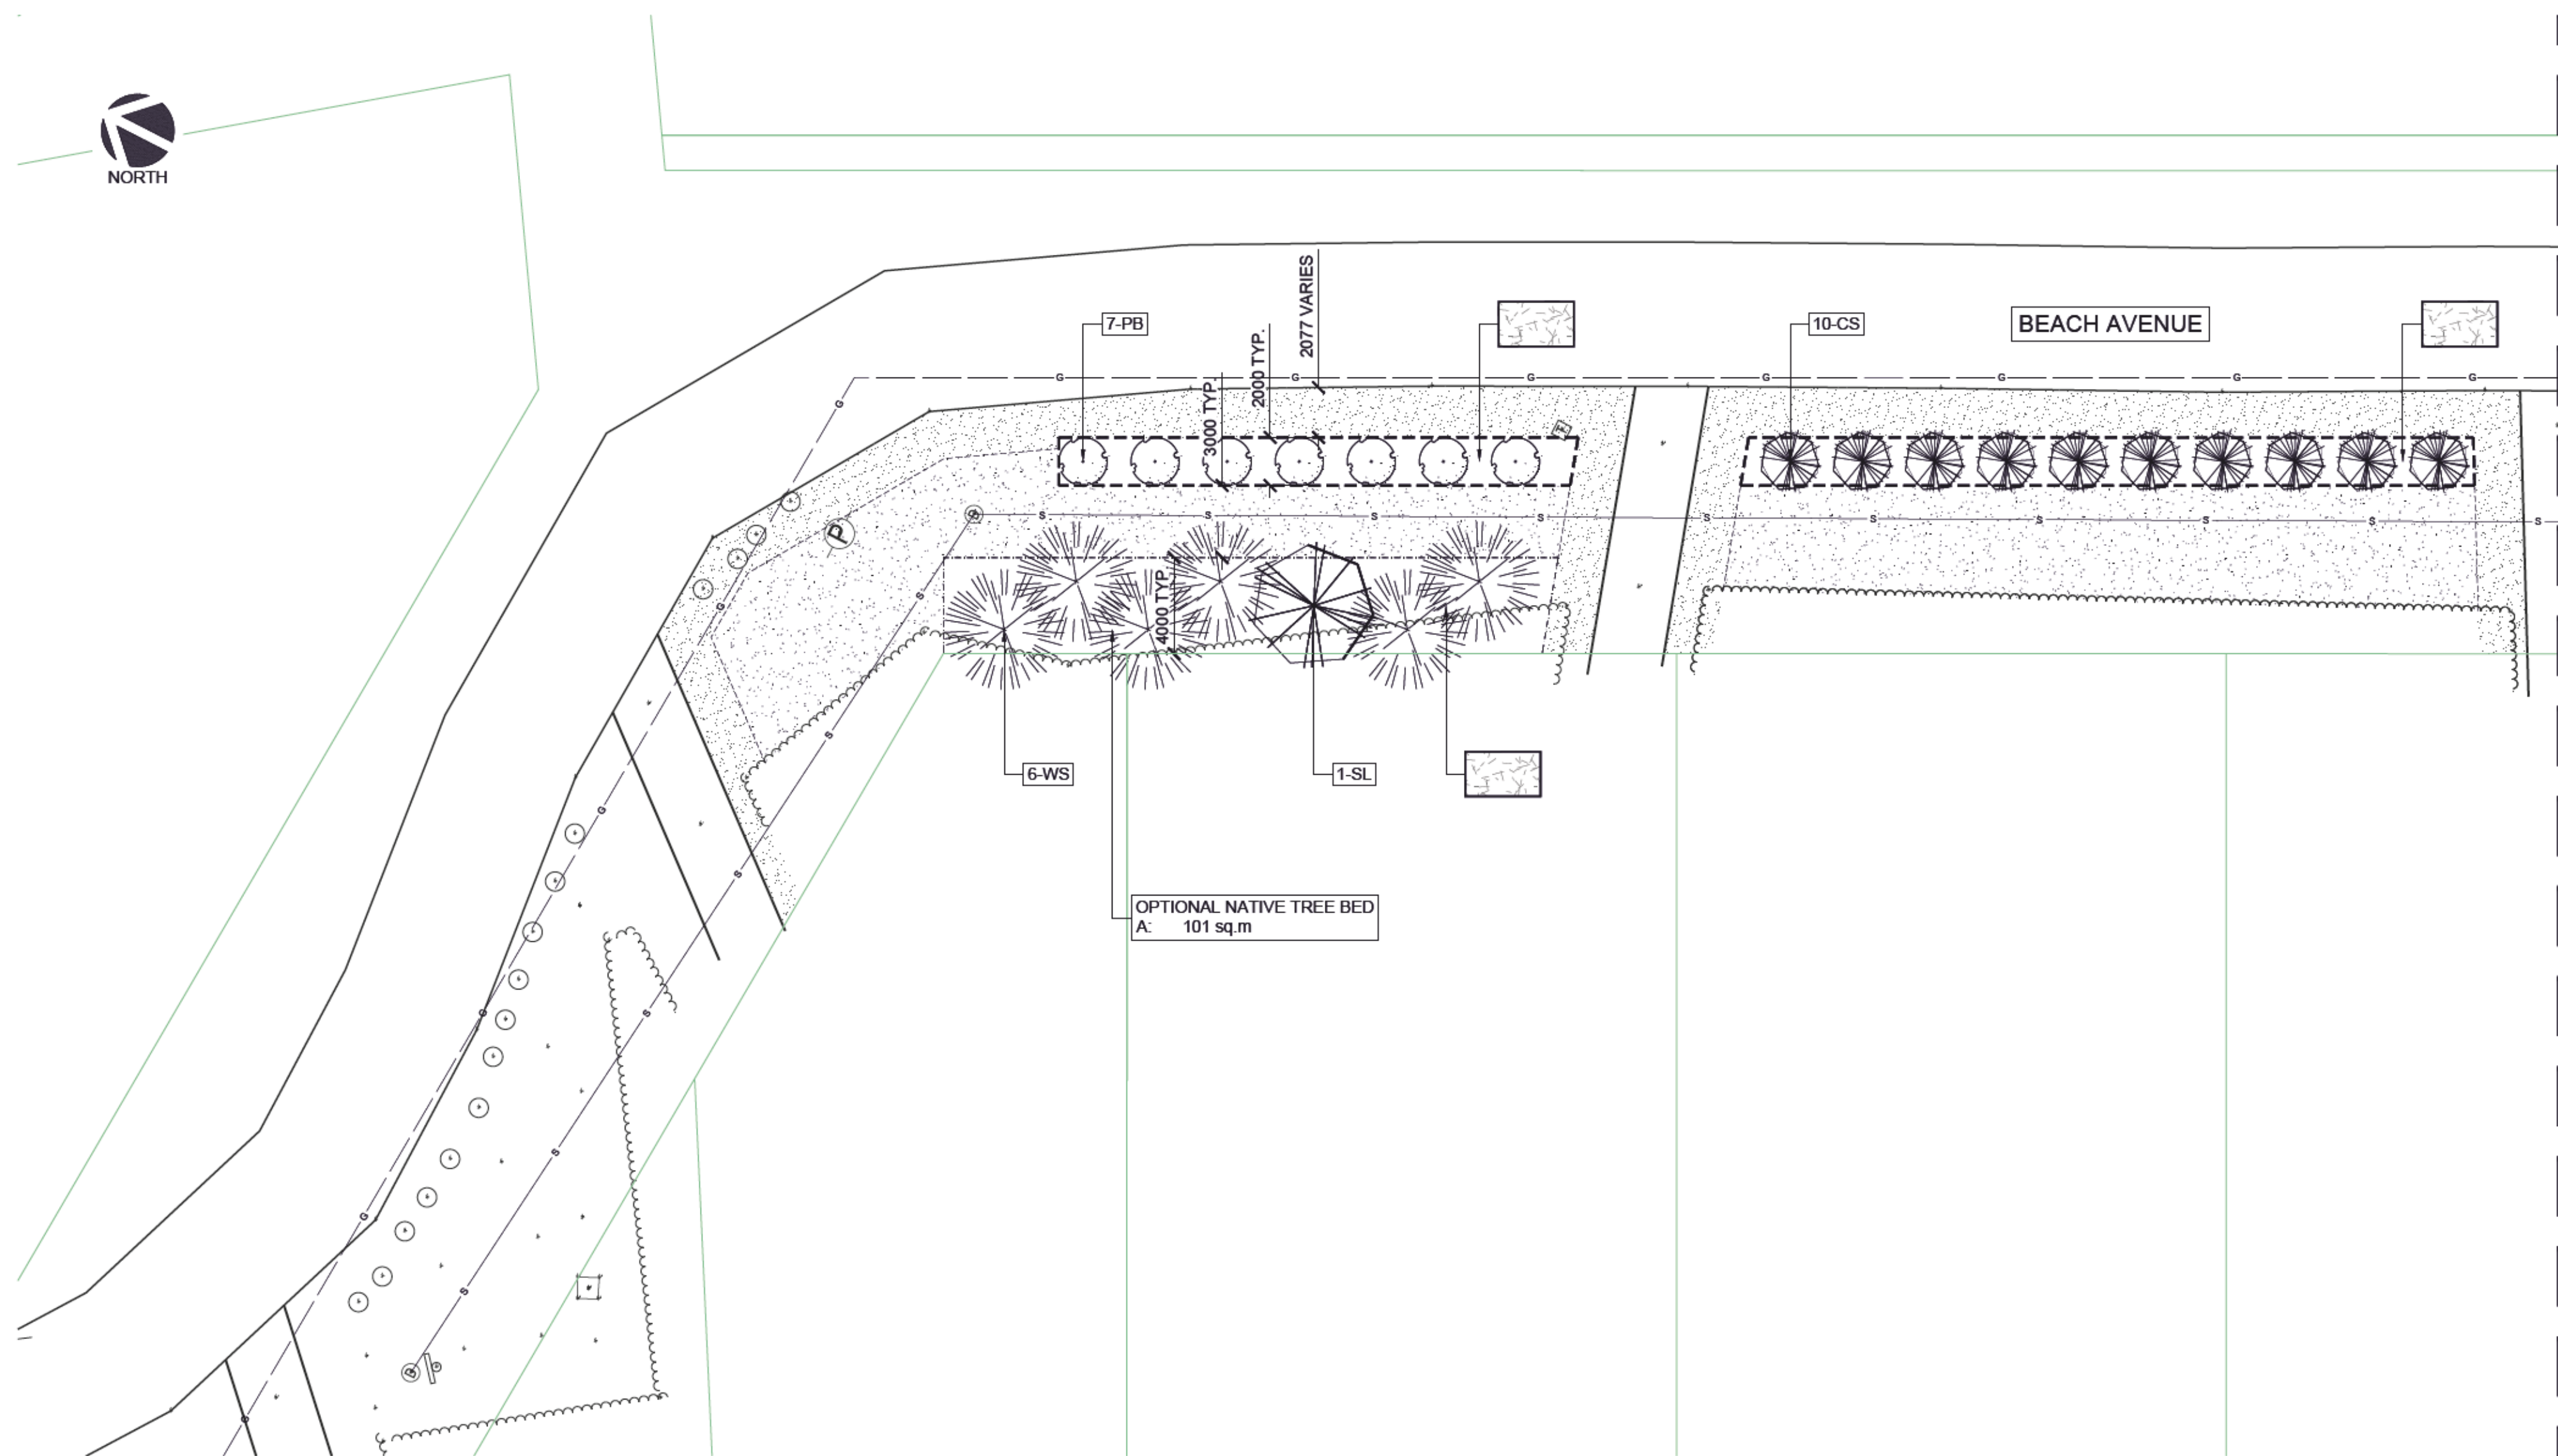 NORTH
2077 VARIES
7-PB
10-CS
BEACH AVENUE
2000 TYP.
3000 TYP.
G G G G G G G
G
P
S S S S S S S S S S
4000 TYP.
G
S
S
6-WS
1-SL
G
S
OPTIONAL NATIVE TREE BED
A: 101 sq.m
G
S
S
G
S
G